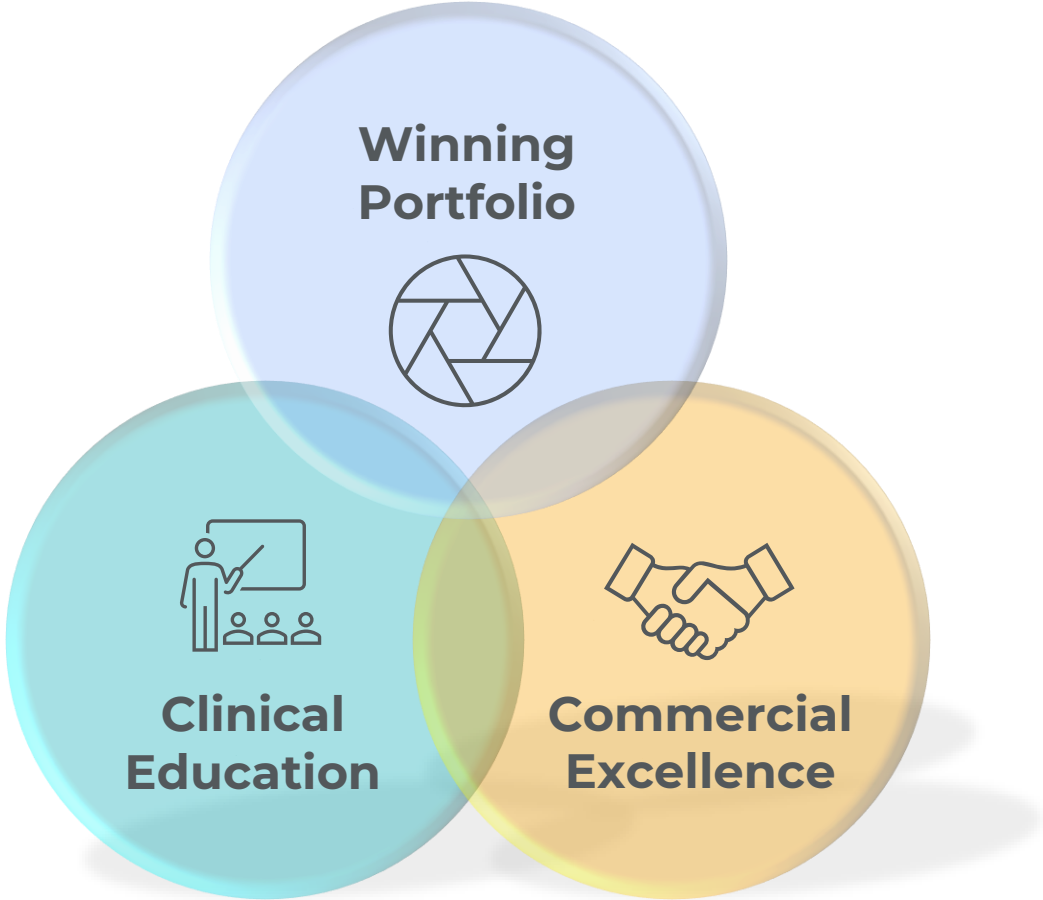 Winning
Portfolio
Clinical
Education
Commercial
Excellence